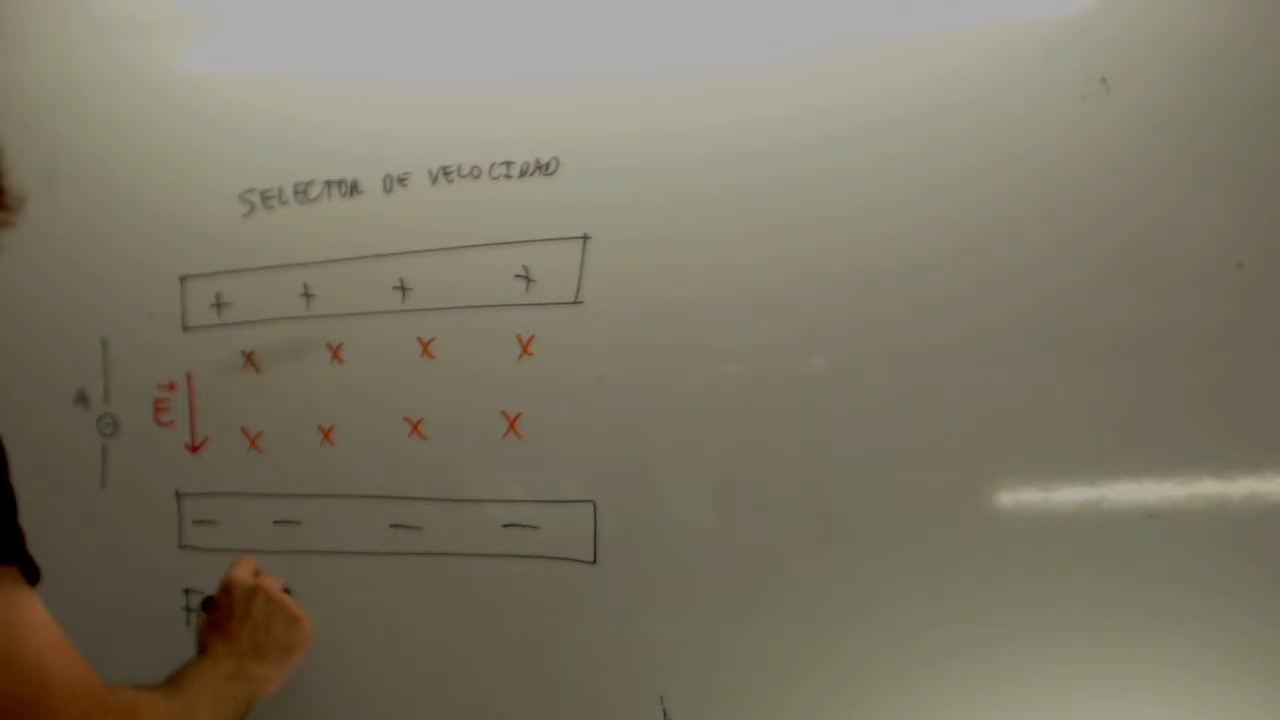 SELECTOR DE VELOCIDAD
+ + + +
x x x x
E
x x x x
− − − −
F